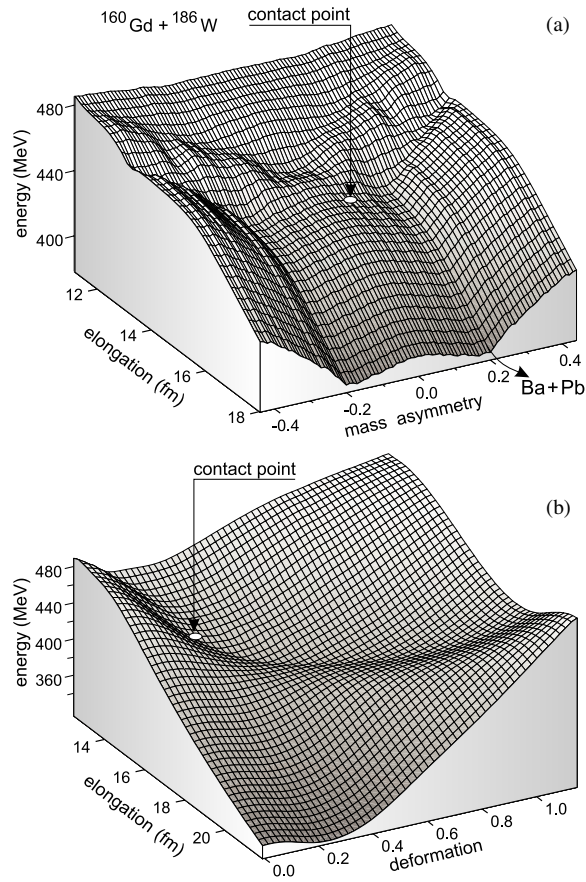 ¹⁶⁰Gd + ¹⁸⁶W
contact point
(a)
energy (MeV)
480
440
400
12
14
16
18
elongation (fm)
-0.4
-0.2
0.0
0.2
0.4
mass asymmetry
Ba+Pb
contact point
(b)
energy (MeV)
480
440
400
360
14
16
18
20
elongation (fm)
0.0
0.2
0.4
0.6
0.8
1.0
deformation